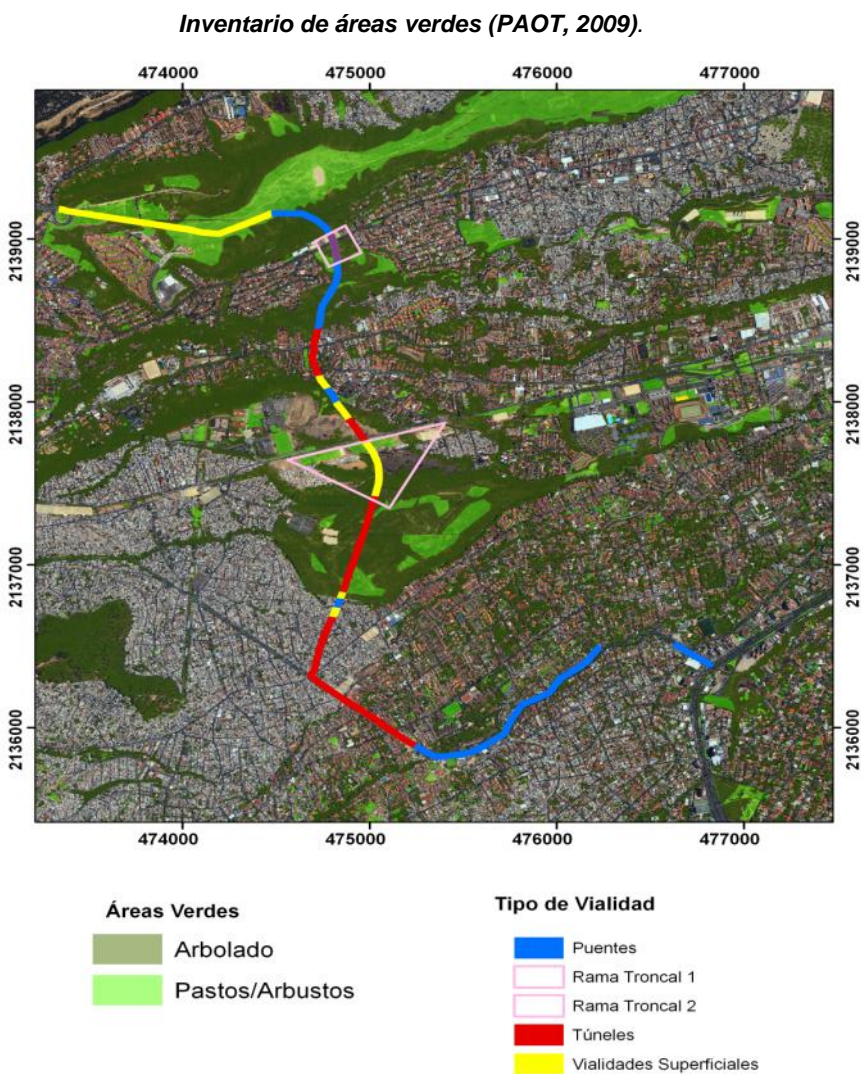 Inventario de áreas verdes (PAOT, 2009).
474000 475000 476000 477000
2139000 2139000
2138000 2138000
2137000 2137000
2136000 2136000
474000 475000 476000 477000
Áreas Verdes
Arbolado
Pastos/Arbustos
Tipo de Vialidad
Puentes
Rama Troncal 1
Rama Troncal 2
Túneles
Vialidades Superficiales